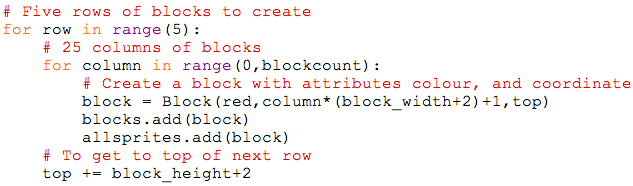 # Five rows of blocks to create
for row in range(5):
    # 25 columns of blocks
    for column in range(0,blockcount):
        # Create a block with attributes colour, and coordinate
        block = Block(red,column*(block_width+2)+1,top)
        blocks.add(block)
        allsprites.add(block)
    # To get to top of next row
    top += block_height+2